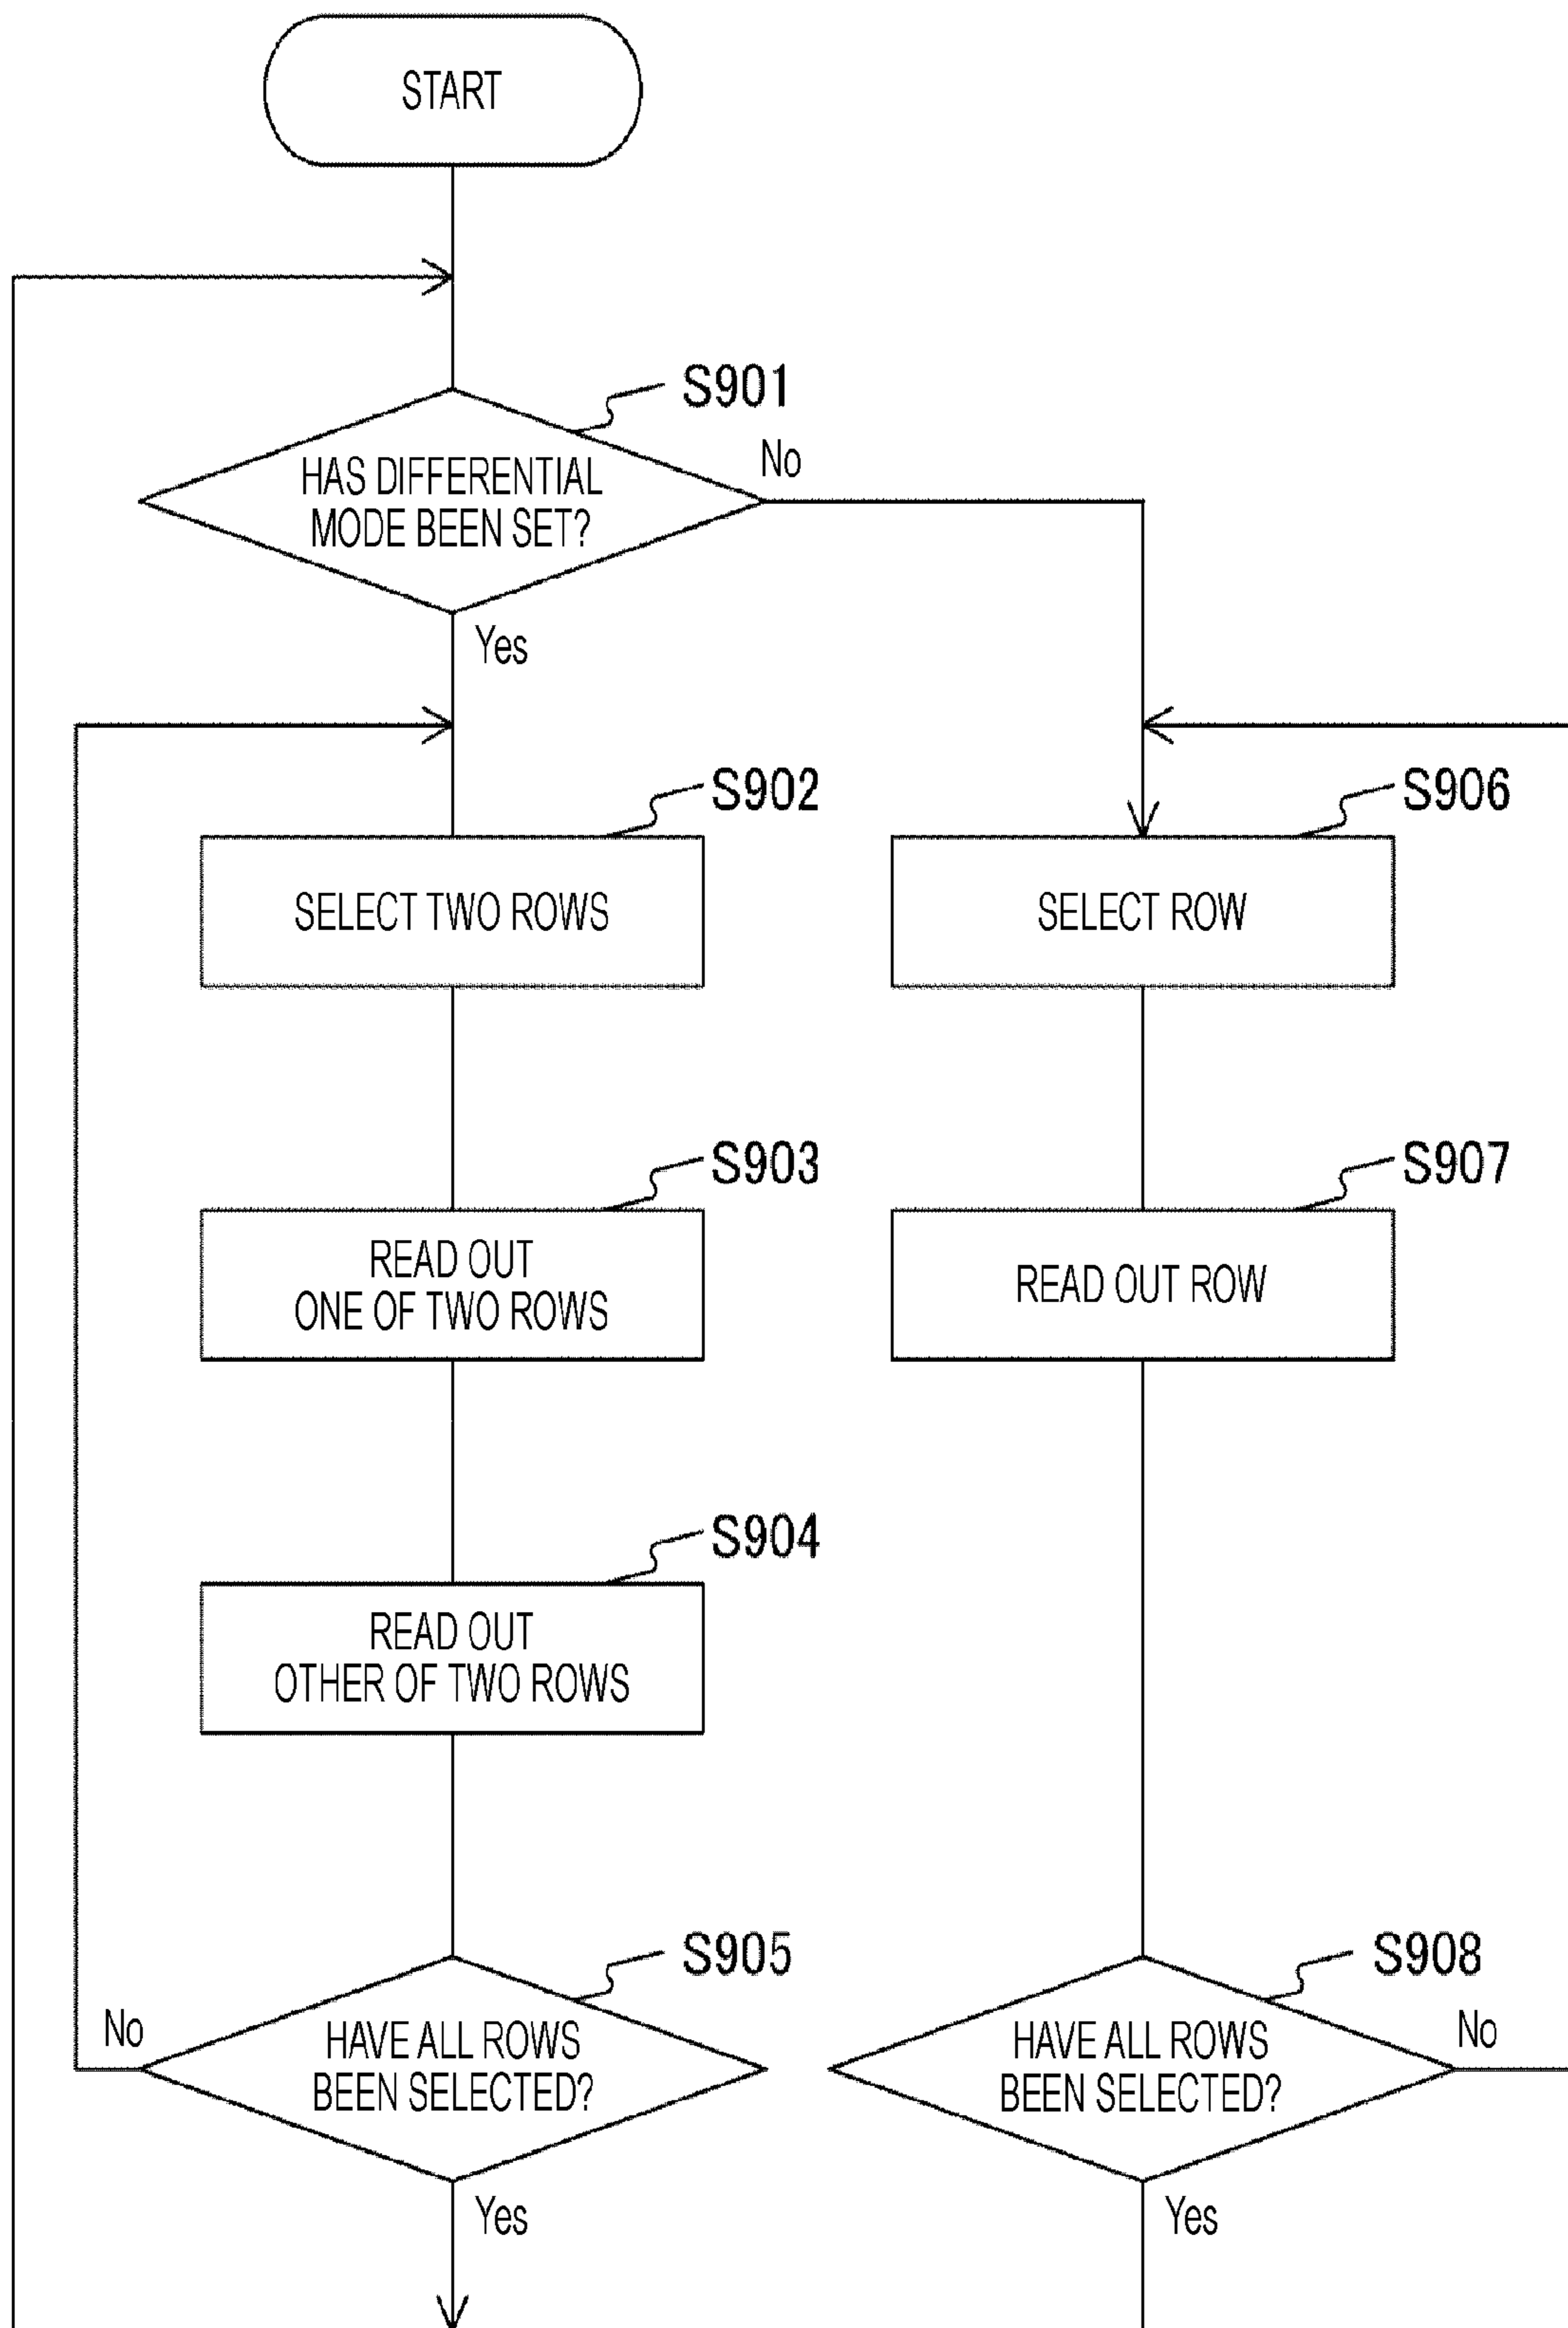 START
S901
HAS DIFFERENTIAL
MODE BEEN SET?
No
Yes
S902
SELECT TWO ROWS
S903
READ OUT
ONE OF TWO ROWS
S904
READ OUT
OTHER OF TWO ROWS
S905
HAVE ALL ROWS
BEEN SELECTED?
No
Yes
S906
SELECT ROW
S907
READ OUT ROW
S908
HAVE ALL ROWS
BEEN SELECTED?
No
Yes